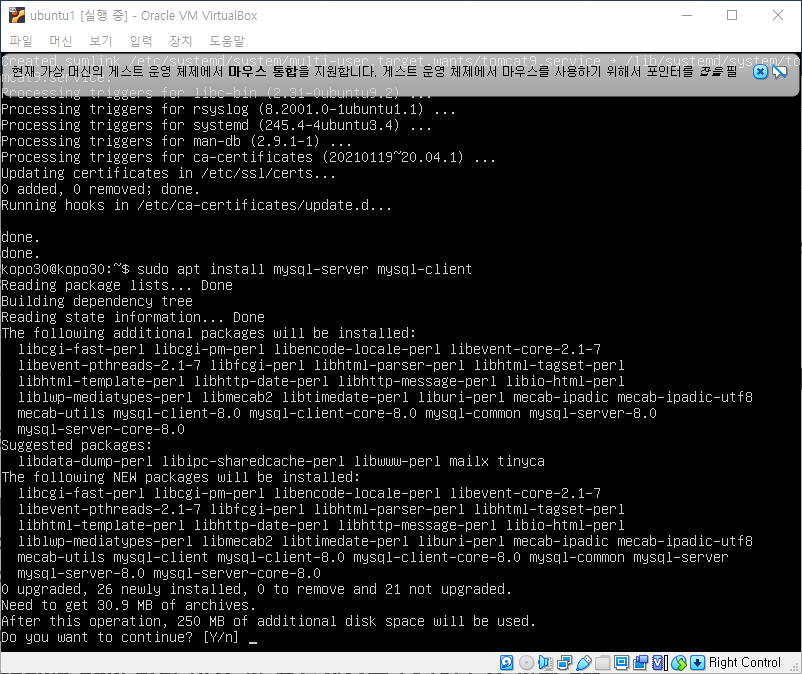 ubuntu1 [실행 중] - Oracle VM VirtualBox
파일 머신 보기 입력 장치 도움말
Created symlink /etc/systemd/system/multi-user.target.wants/tomcat9.service → /lib/systemd/system/to
현재 가상 머신의 게스트 운영 체제에서 마우스 통합을 지원합니다. 게스트 운영 체제에서 마우스를 사용하기 위해서 포인터를 잡을 필
Processing triggers for libc-bin (2.31-0ubuntu9.2) ...
Processing triggers for rsyslog (8.2001.0-1ubuntu1.1) ...
Processing triggers for systemd (245.4-4ubuntu3.4) ...
Processing triggers for man-db (2.9.1-1) ...
Processing triggers for ca-certificates (20210119~20.04.1) ...
Updating certificates in /etc/ssl/certs...
0 added, 0 removed; done.
Running hooks in /etc/ca-certificates/update.d...
done.
done.
kopo30@kopo30:~$ sudo apt install mysql-server mysql-client
Reading package lists... Done
Building dependency tree
Reading state information... Done
The following additional packages will be installed:
libcgi-fast-perl libcgi-pm-perl libencode-locale-perl libevent-core-2.1-7
libevent-pthreads-2.1-7 libfcgi-perl libhtml-parser-perl libhtml-tagset-perl
libhtml-template-perl libhttp-date-perl libhttp-message-perl libio-html-perl
liblwp-mediatypes-perl libmecab2 libtimedate-perl liburi-perl mecab-ipadic mecab-ipadic-utf8
mecab-utils mysql-client-8.0 mysql-client-core-8.0 mysql-common mysql-server-8.0
mysql-server-core-8.0
Suggested packages:
libdata-dump-perl libipc-sharedcache-perl libwww-perl mailx tinyca
The following NEW packages will be installed:
libcgi-fast-perl libcgi-pm-perl libencode-locale-perl libevent-core-2.1-7
libevent-pthreads-2.1-7 libfcgi-perl libhtml-parser-perl libhtml-tagset-perl
libhtml-template-perl libhttp-date-perl libhttp-message-perl libio-html-perl
liblwp-mediatypes-perl libmecab2 libtimedate-perl liburi-perl mecab-ipadic mecab-ipadic-utf8
mecab-utils mysql-client mysql-client-8.0 mysql-client-core-8.0 mysql-common mysql-server
mysql-server-8.0 mysql-server-core-8.0
0 upgraded, 26 newly installed, 0 to remove and 21 not upgraded.
Need to get 30.9 MB of archives.
After this operation, 250 MB of additional disk space will be used.
Do you want to continue? [Y/n] _
Right Control